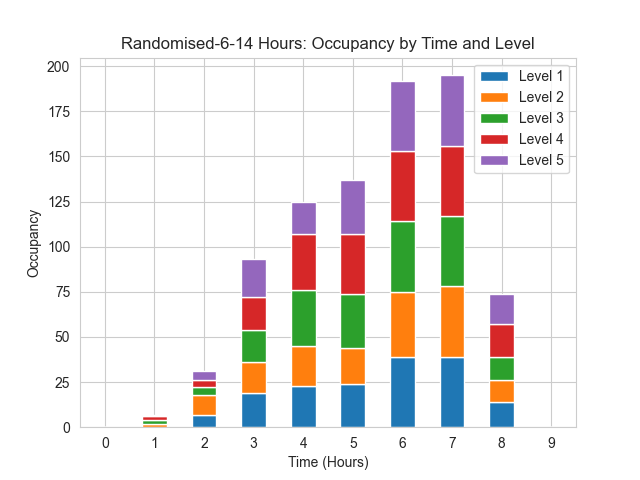 Randomised-6-14 Hours: Occupancy by Time and Level
200
175
150
125
100
75
50
25
0
Occupancy
Level 1
Level 2
Level 3
Level 4
Level 5
0 1 2 3 4 5 6 7 8 9
Time (Hours)